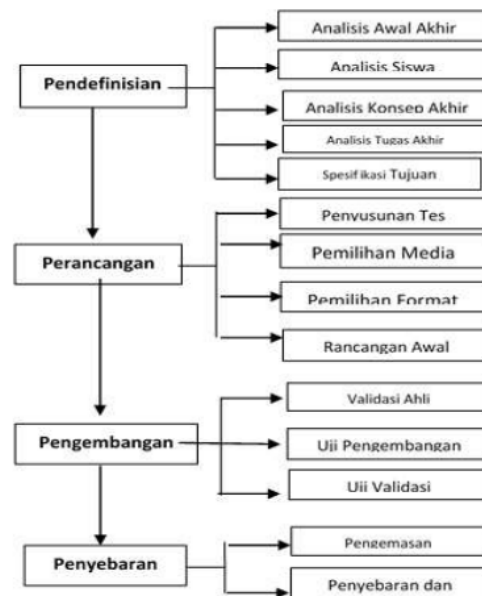 Pendefinisian
Analisis Awal Akhir
Analisis Siswa
Analisis Konsep Akhir
Analisis Tugas Akhir
Spesifikasi Tujuan
Perancangan
Penyusunan Tes
Pemilihan Media
Pemilihan Format
Rancangan Awal
Pengembangan
Validasi Ahli
Uji Pengembangan
Uji Validasi
Penyebaran
Pengemasan
Penyebaran dan